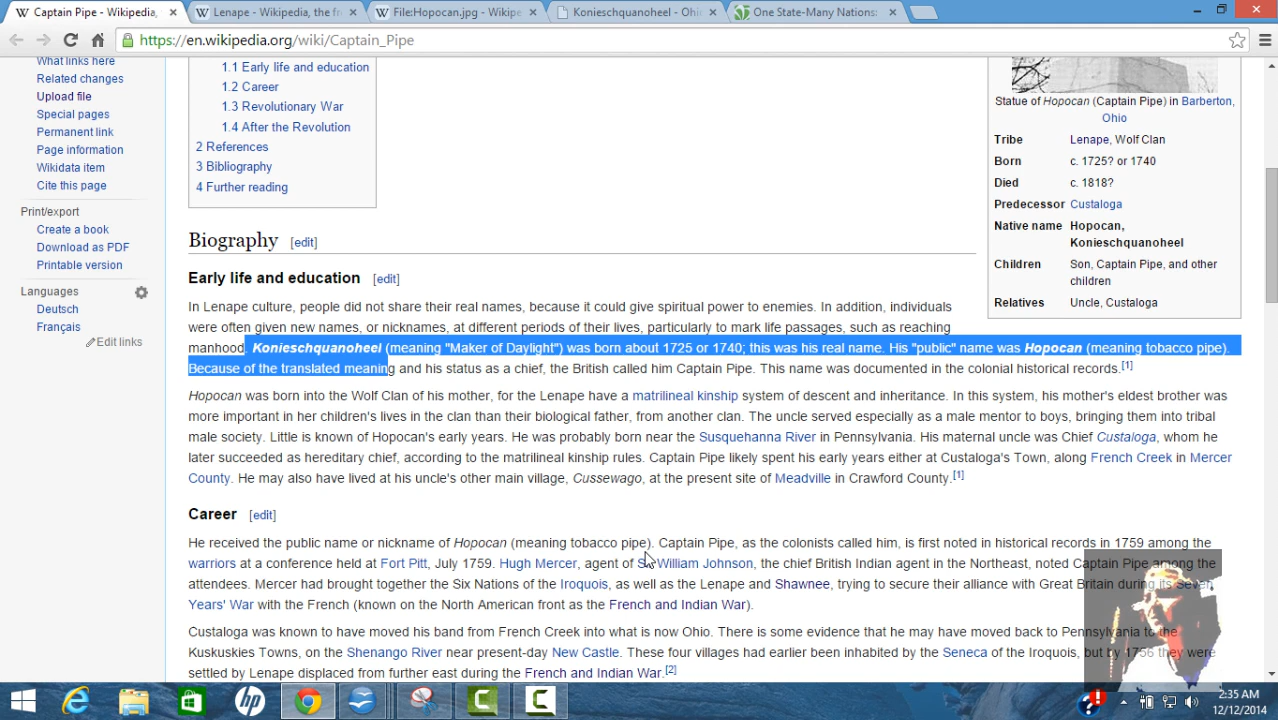 Captain Pipe - Wikipedia,
Lenape - Wikipedia, the fr
File:Hopocan.jpg - Wikipe
Konieschquanoheel - Ohi
One State-Many Nations:
https://en.wikipedia.org/wiki/Captain_Pipe
What links here
Related changes
Upload file
Special pages
Permanent link
Page information
Wikidata item
Cite this page
Print/export
Create a book
Download as PDF
Printable version
Languages
Deutsch
Français
Edit links
1.1 Early life and education
1.2 Career
1.3 Revolutionary War
1.4 After the Revolution
2 References
3 Bibliography
4 Further reading
Statue of Hopocan (Captain Pipe) in Barberton,
Ohio
Tribe Lenape, Wolf Clan
Born c. 1725? or 1740
Died c. 1818?
Predecessor Custaloga
Native name Hopocan,
Konieschquanoheel
Children Son, Captain Pipe, and other
children
Relatives Uncle, Custaloga
Biography [edit]
Early life and education [edit]
In Lenape culture, people did not share their real names, because it could give spiritual power to enemies. In addition, individuals
were often given new names, or nicknames, at different periods of their lives, particularly to mark life passages, such as reaching
manhood. Konieschquanoheel (meaning "Maker of Daylight") was born about 1725 or 1740; this was his real name. His "public" name was Hopocan (meaning tobacco pipe).
Because of the translated meaning and his status as a chief, the British called him Captain Pipe. This name was documented in the colonial historical records.[1]
Hopocan was born into the Wolf Clan of his mother, for the Lenape have a matrilineal kinship system of descent and inheritance. In this system, his mother's eldest brother was
more important in her children's lives in the clan than their biological father, from another clan. The uncle served especially as a male mentor to boys, bringing them into tribal
male society. Little is known of Hopocan's early years. He was probably born near the Susquehanna River in Pennsylvania. His maternal uncle was Chief Custaloga, whom he
later succeeded as hereditary chief, according to the matrilineal kinship rules. Captain Pipe likely spent his early years either at Custaloga's Town, along French Creek in Mercer
County. He may also have lived at his uncle's other main village, Cussewago, at the present site of Meadville in Crawford County.[1]
Career [edit]
He received the public name or nickname of Hopocan (meaning tobacco pipe). Captain Pipe, as the colonists called him, is first noted in historical records in 1759 among the
warriors at a conference held at Fort Pitt, July 1759. Hugh Mercer, agent of Sir William Johnson, the chief British Indian agent in the Northeast, noted Captain Pipe among the
attendees. Mercer had brought together the Six Nations of the Iroquois, as well as the Lenape and Shawnee, trying to secure their alliance with Great Britain during its Seven
Years' War with the French (known on the North American front as the French and Indian War).
Custaloga was known to have moved his band from French Creek into what is now Ohio. There is some evidence that he may have moved back to Pennsylvania to the
Kuskuskies Towns, on the Shenango River near present-day New Castle. These four villages had earlier been inhabited by the Seneca of the Iroquois, but by 1756 they were
settled by Lenape displaced from further east during the French and Indian War.[2]
2:35 AM
12/12/2014